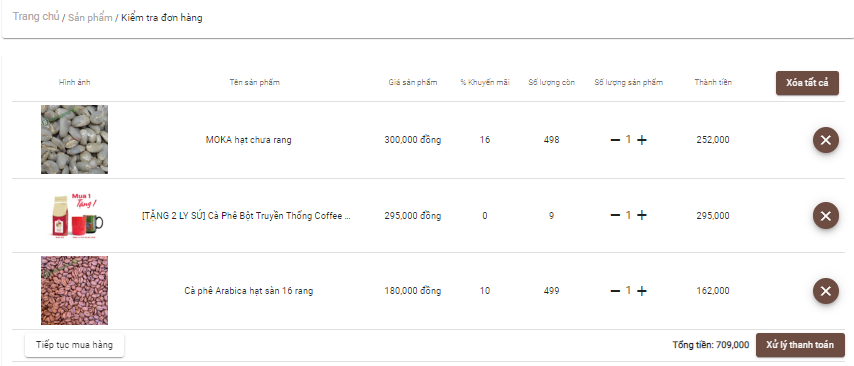 Trang chủ / Sản phẩm / Kiểm tra đơn hàng
Hình ảnh Tên sản phẩm Giá sản phẩm % Khuyến mãi Số lượng còn Số lượng sản phẩm Thành tiền Xóa tất cả
MOKA hạt chưa rang 300,000 đồng 16 498 − 1 + 252,000
Mua 1
Tặng 1
[TẶNG 2 LY SỨ] Cà Phê Bột Truyền Thống Coffee ... 295,000 đồng 0 9 − 1 + 295,000
Cà phê Arabica hạt sàn 16 rang 180,000 đồng 10 499 − 1 + 162,000
Tiếp tục mua hàng Tổng tiền: 709,000 Xử lý thanh toán